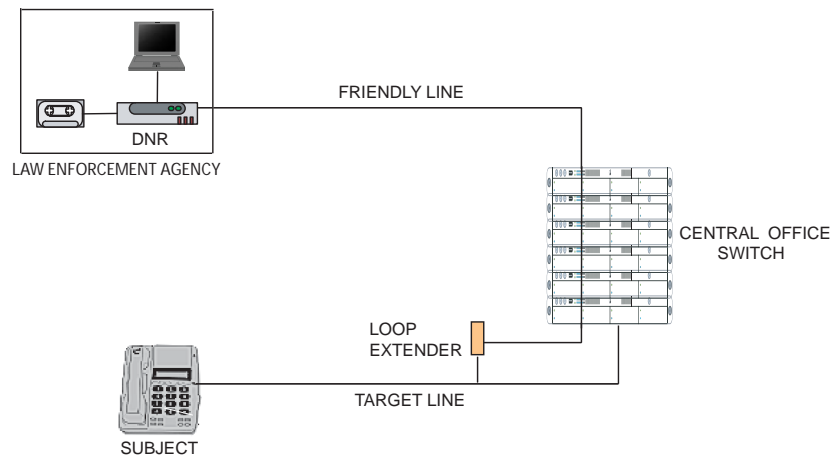 FRIENDLY LINE
DNR
LAW ENFORCEMENT AGENCY
CENTRAL OFFICE
SWITCH
LOOP
EXTENDER
TARGET LINE
SUBJECT